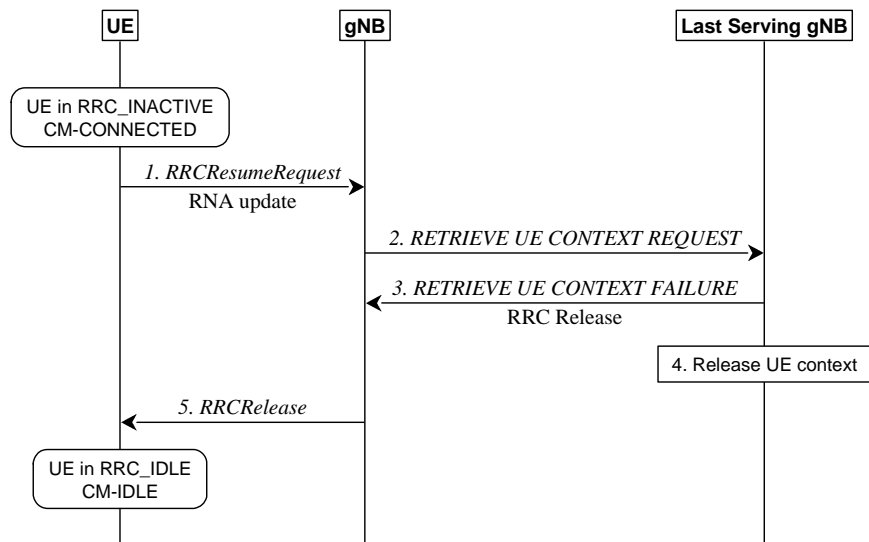 UE
gNB
Last Serving gNB
UE in RRC_INACTIVE
CM-CONNECTED
1. RRCResumeRequest
RNA update
2. RETRIEVE UE CONTEXT REQUEST
3. RETRIEVE UE CONTEXT FAILURE
RRC Release
4. Release UE context
5. RRCRelease
UE in RRC_IDLE
CM-IDLE